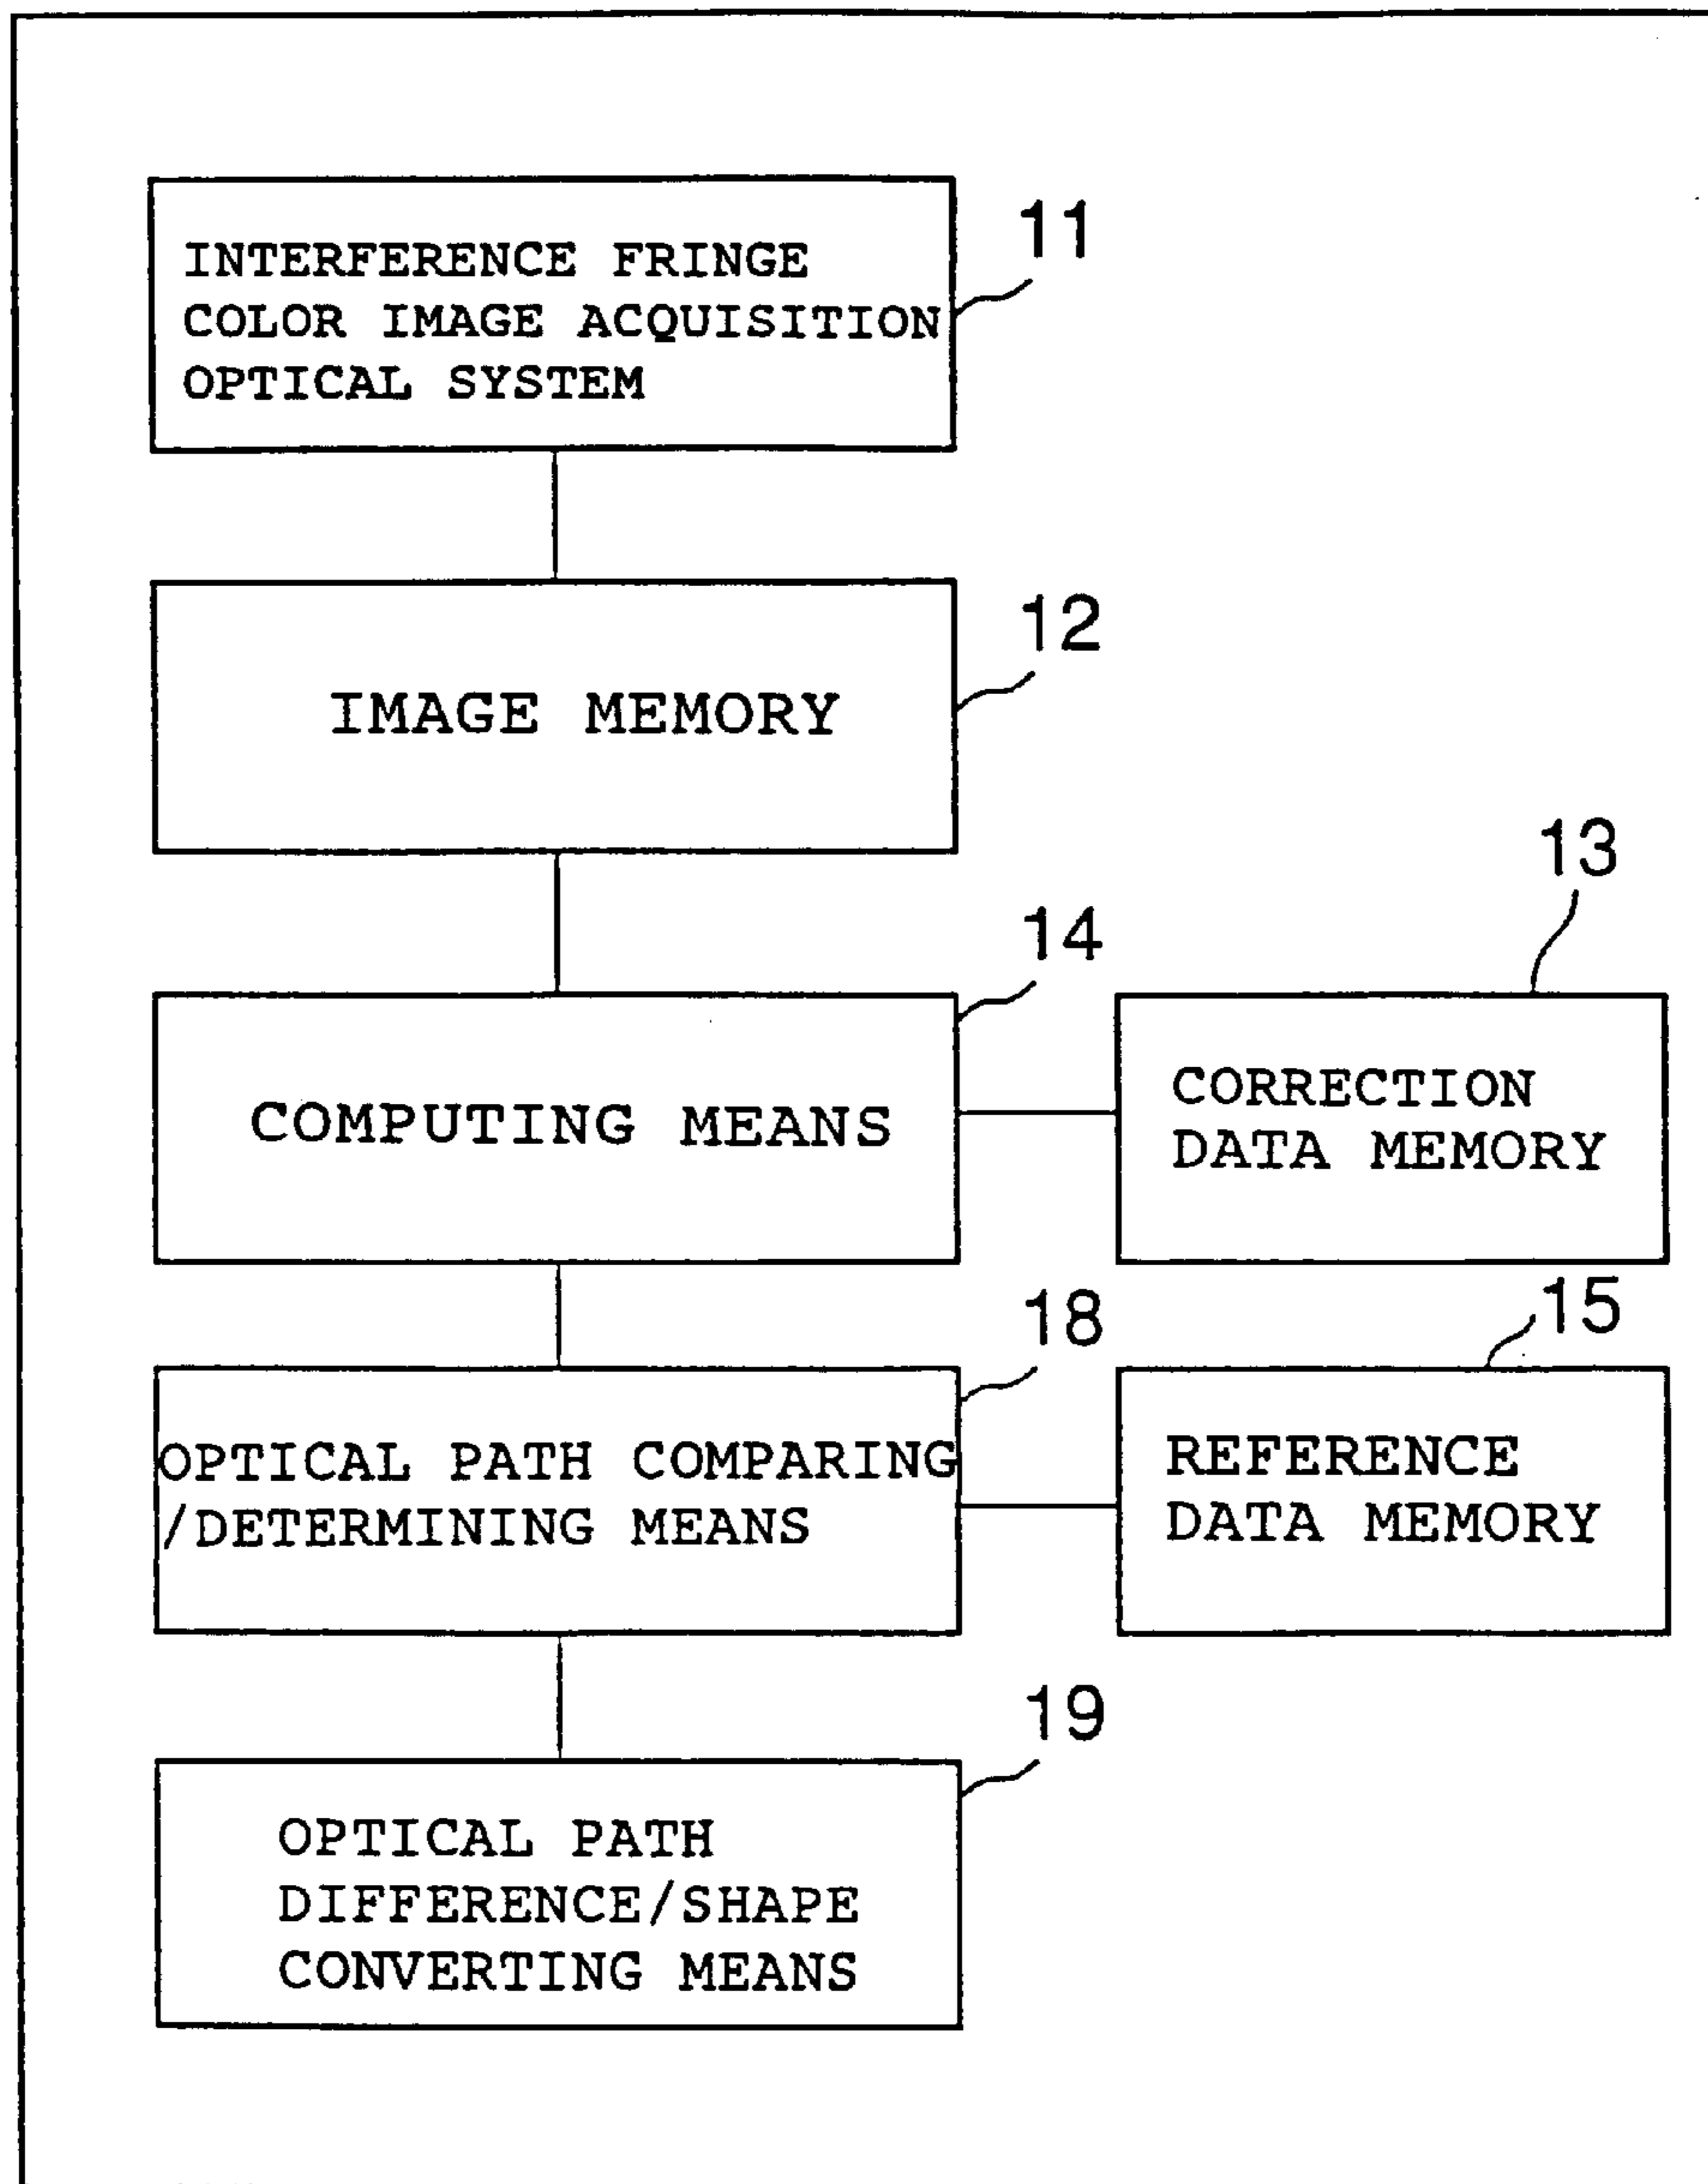 INTERFERENCE FRINGE
COLOR IMAGE ACQUISITION
OPTICAL SYSTEM
11
IMAGE MEMORY
12
13
14
COMPUTING MEANS
CORRECTION
DATA MEMORY
18
15
OPTICAL PATH COMPARING
/DETERMINING MEANS
REFERENCE
DATA MEMORY
19
OPTICAL PATH
DIFFERENCE/SHAPE
CONVERTING MEANS